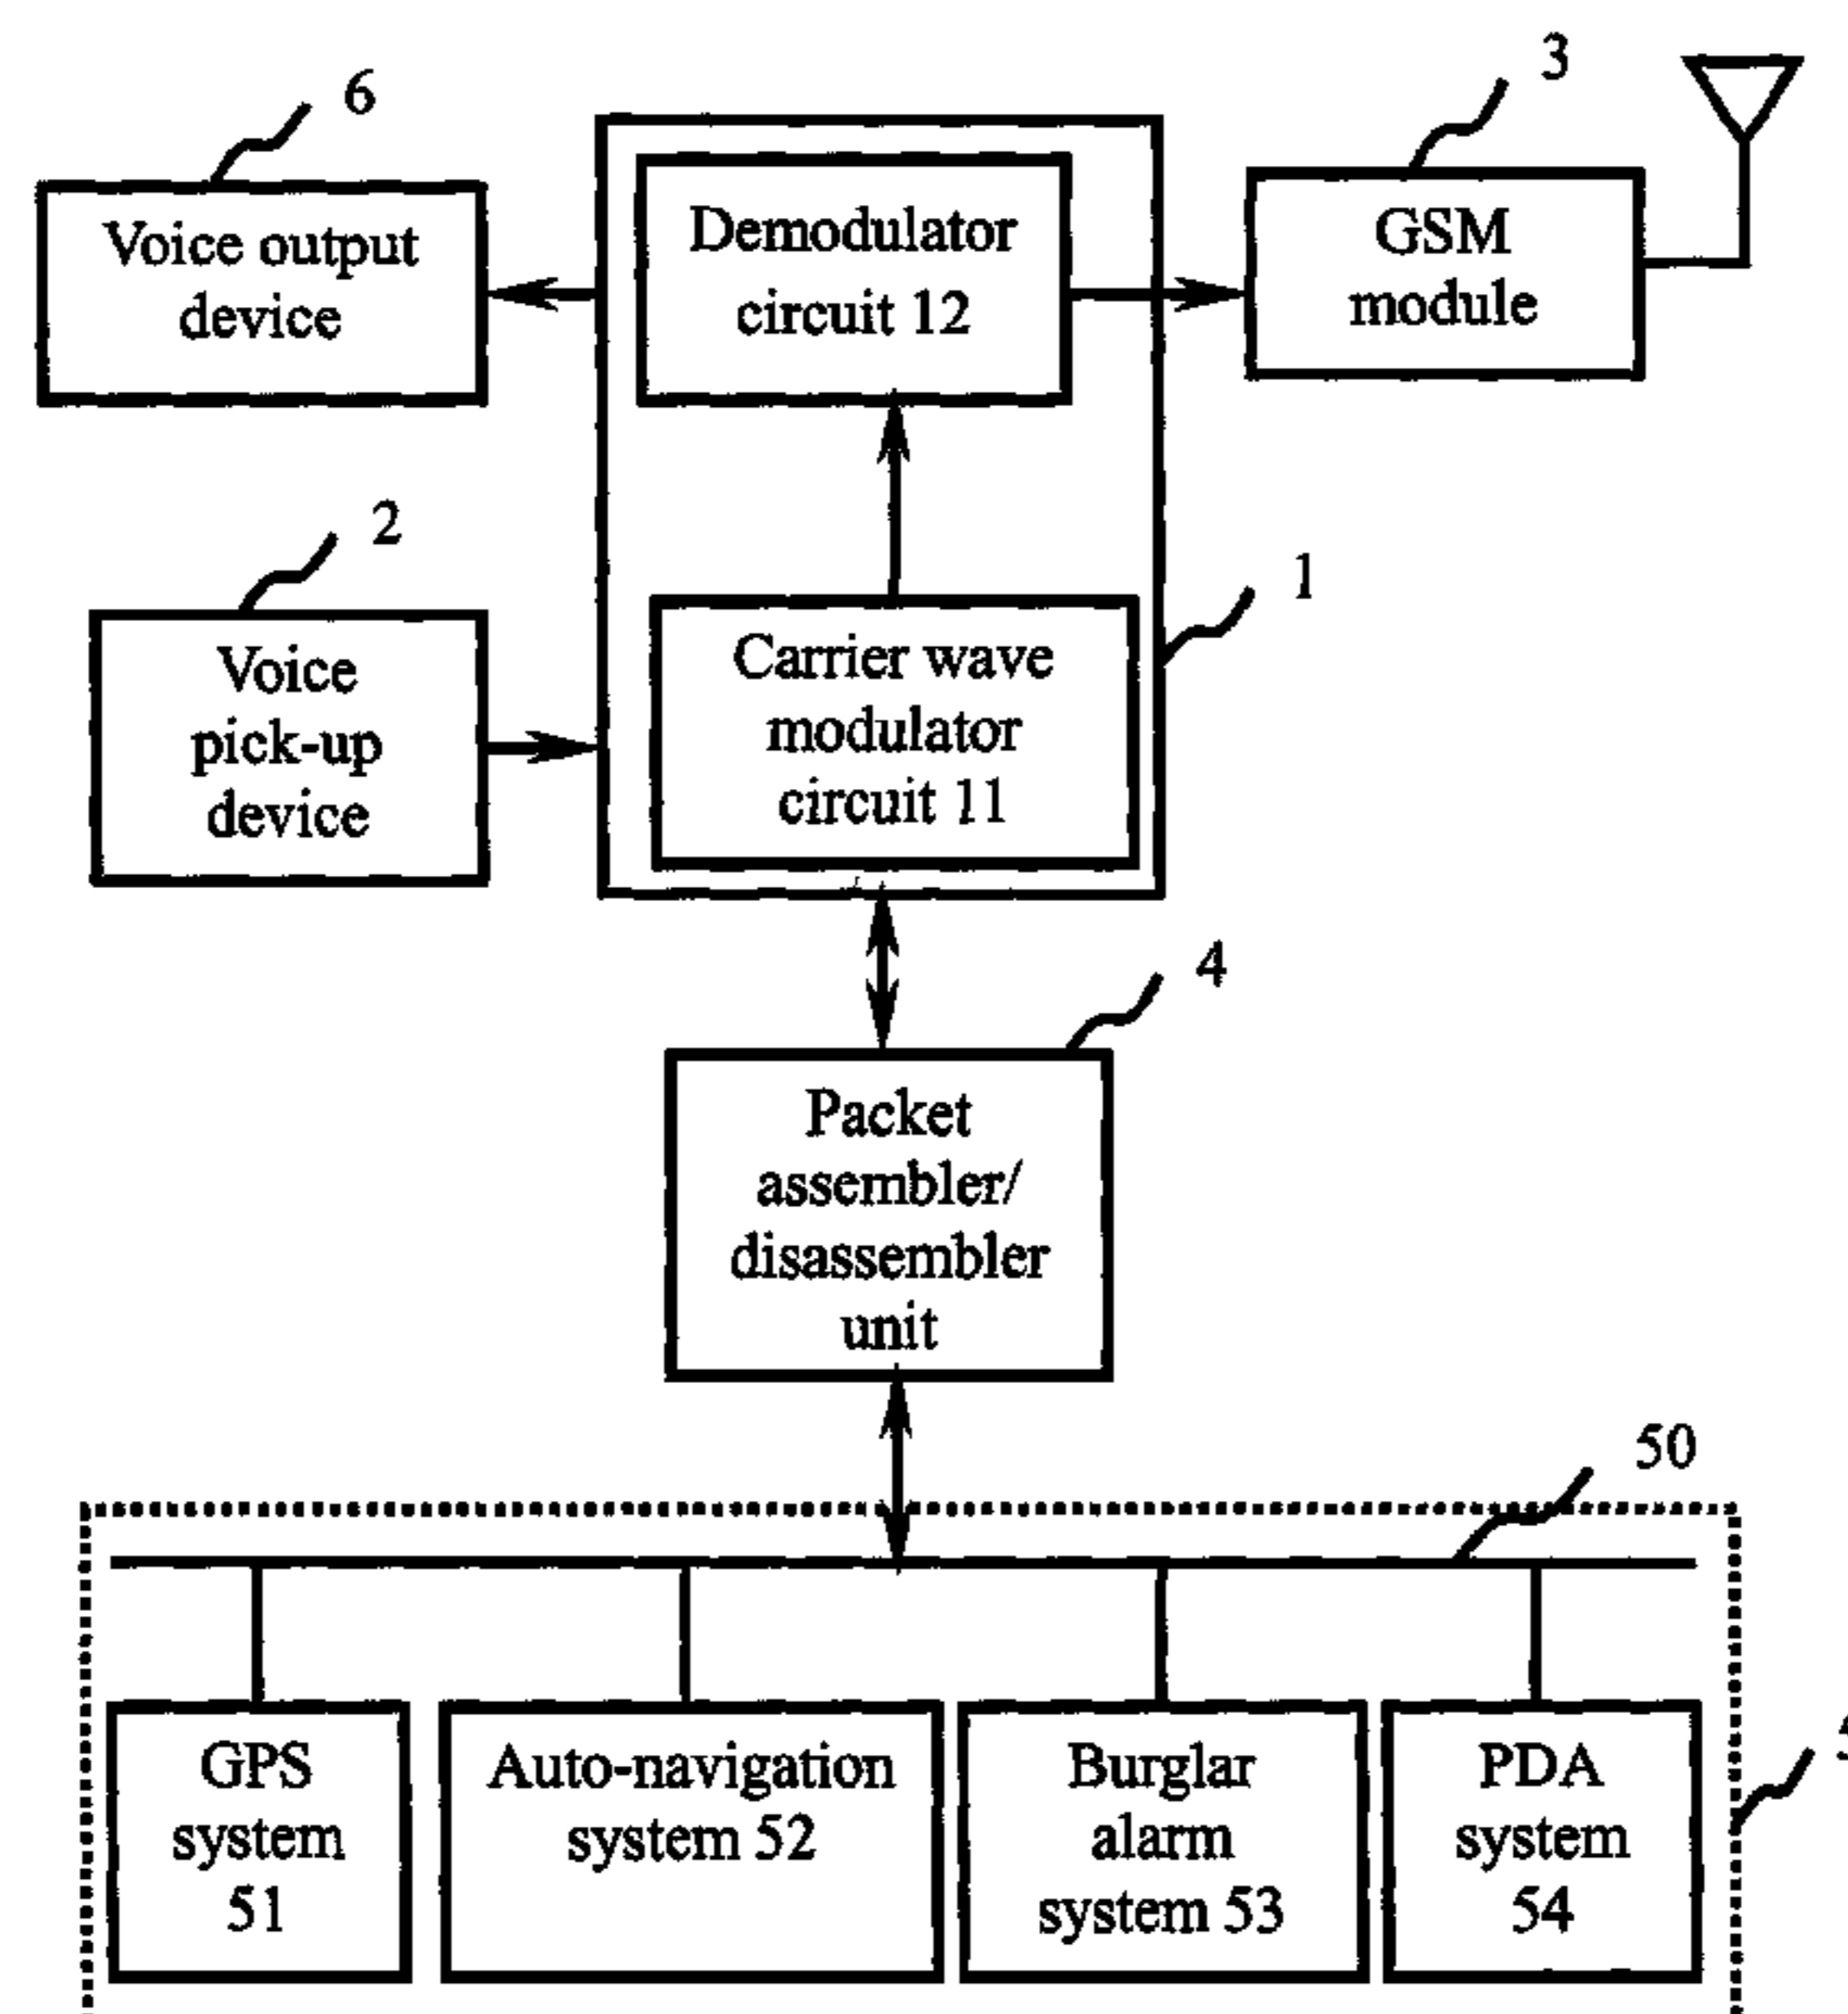 3
6
Demodulator
circuit 12
GSM
module
Voice output
device
2
1
Voice
pick-up
device
Carrier wave
modulator
circuit 11
4
Packet
assembler/
disassembler
unit
50
GPS
system
51
Auto-navigation
system 52
Burglar
alarm
system 53
PDA
system
54